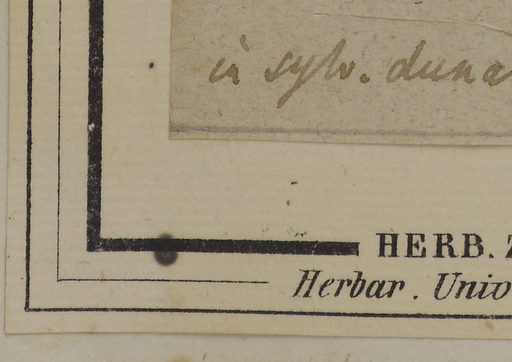 in sylv. duna
HERB. Z
Herbar. Univ